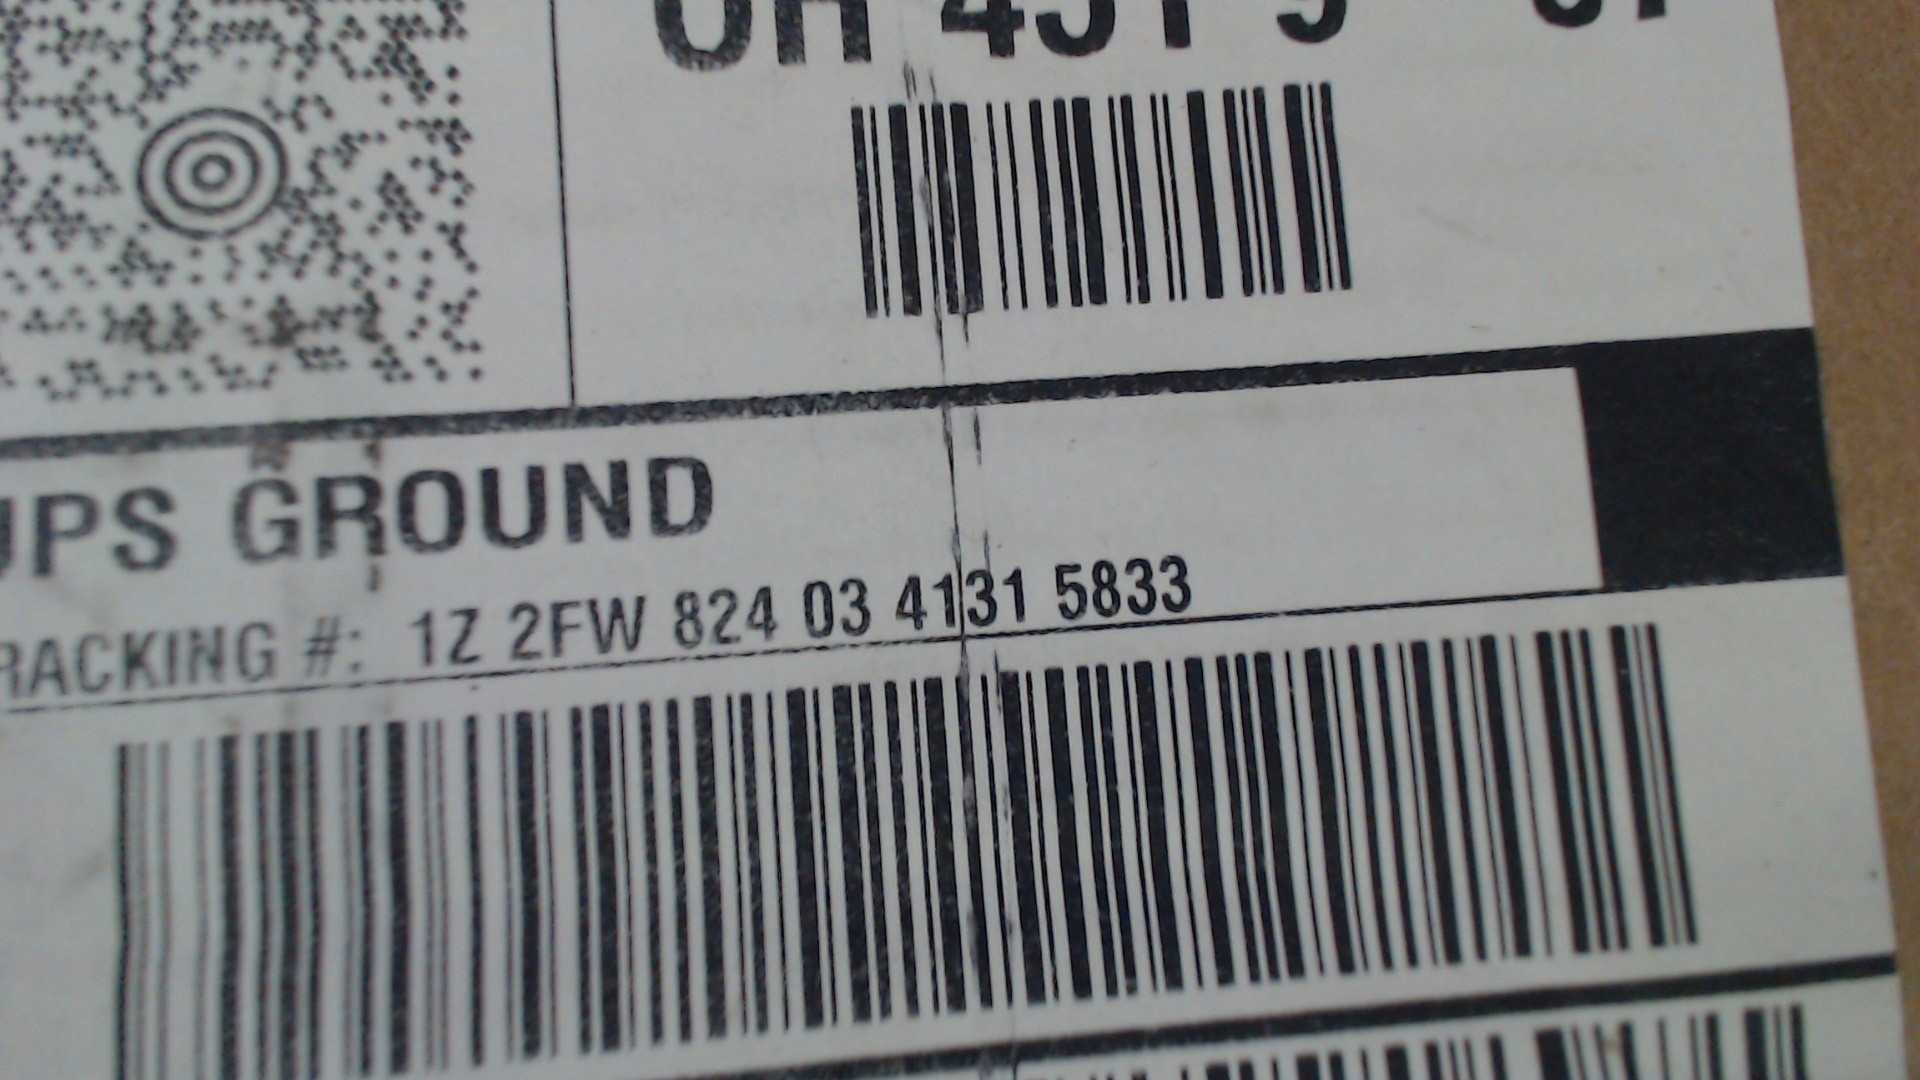 UPS GROUND
TRACKING #: 1Z 2FW 824 03 4131 5833